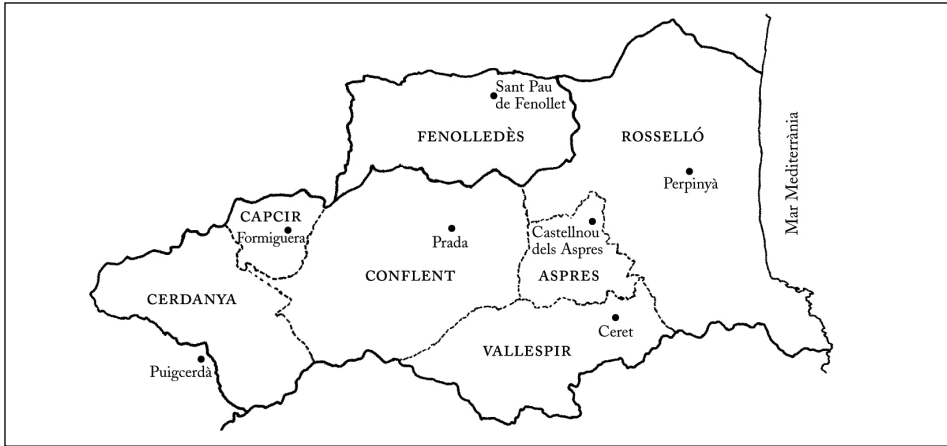 Sant Pau
de Fenollet
FENOLLEDÈS
ROSSELLÓ
Perpinyà
Mar Mediterrània
CAPCIR
Formiguera
Prada
Castellnou
dels Aspres
CONFLENT
ASPRES
CERDANYA
Ceret
VALLESPIR
Puigcerdà